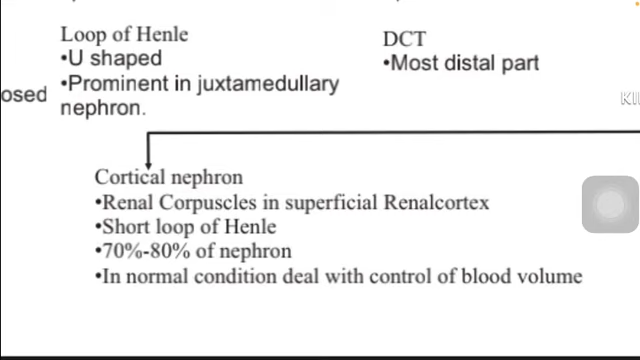 Loop of Henle
•U shaped
•Prominent in juxtamedullary
nephron.
osed
DCT
•Most distal part
Cortical nephron
•Renal Corpuscles in superficial Renalcortex
•Short loop of Henle
•70%-80% of nephron
•In normal condition deal with control of blood volume